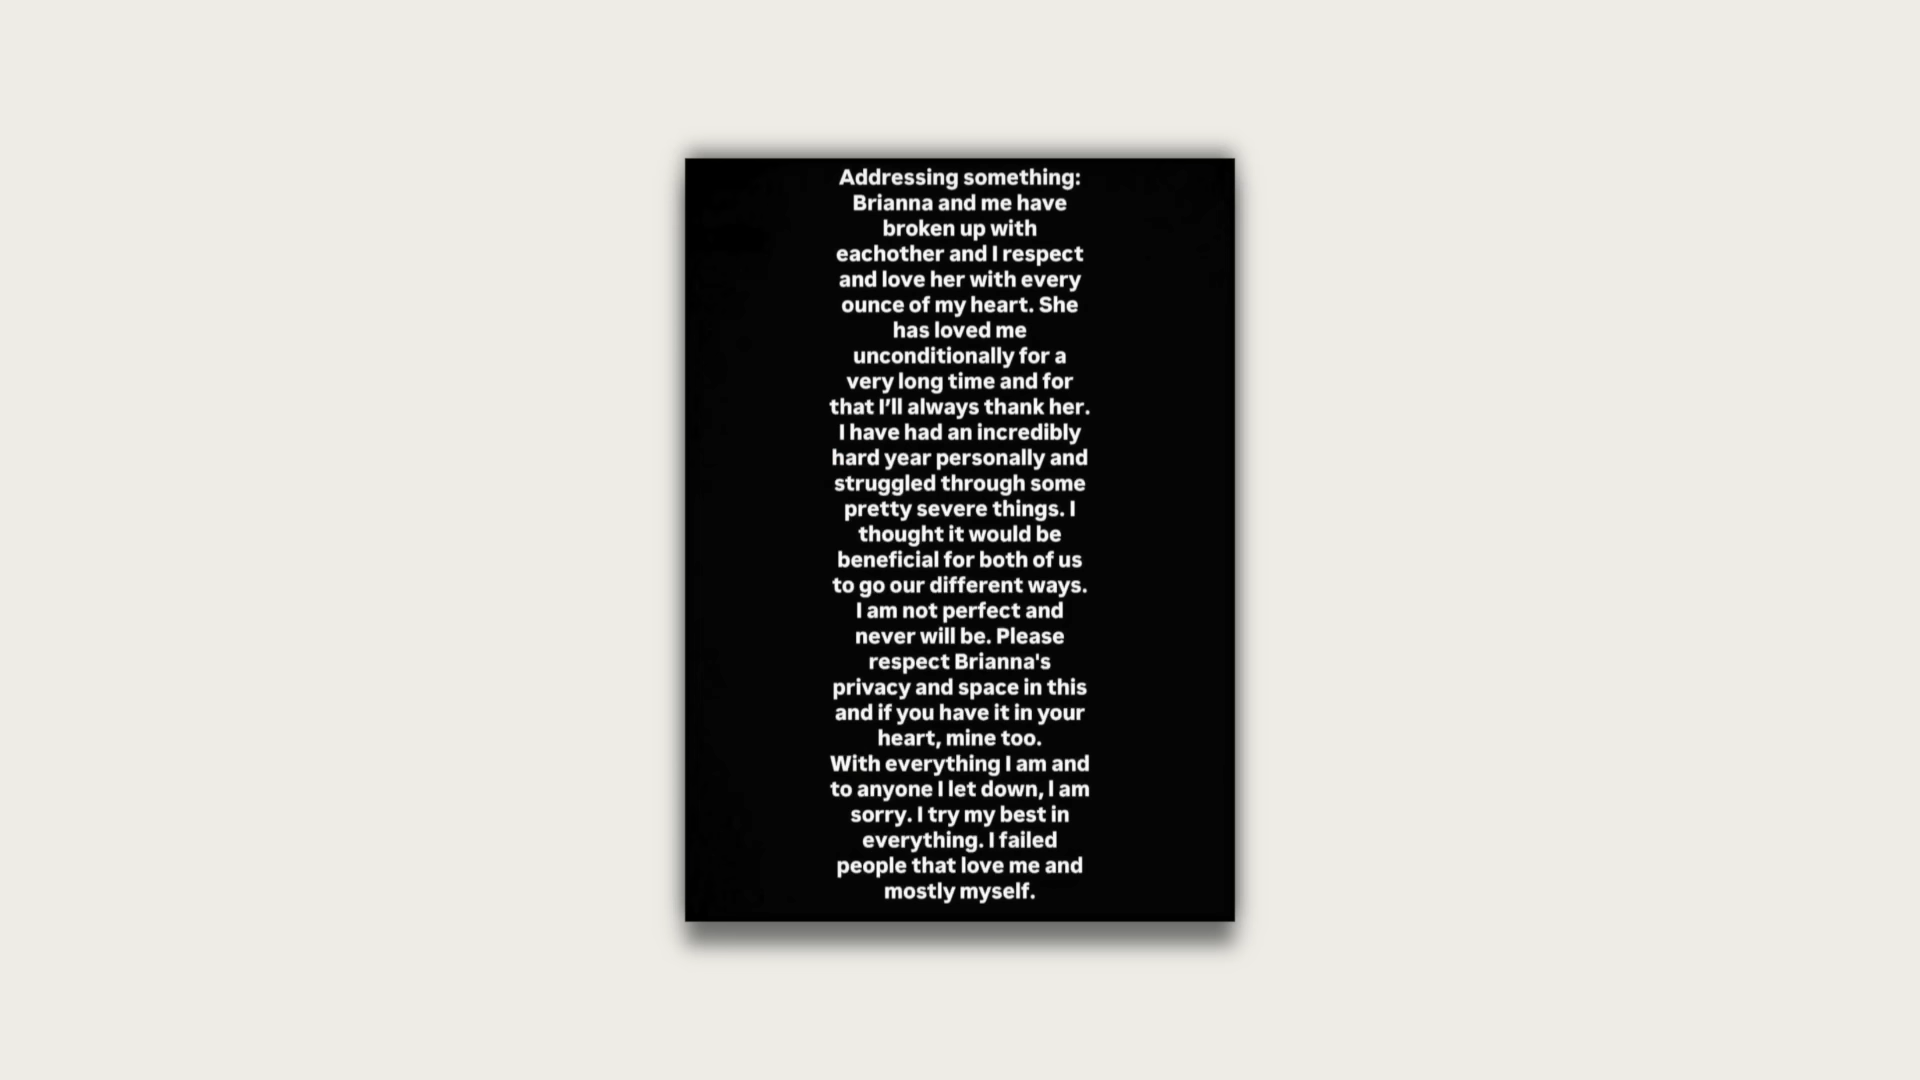 Addressing something:
Brianna and me have
broken up with
eachother and I respect
and love her with every
ounce of my heart. She
has loved me
unconditionally for a
very long time and for
that I’ll always thank her.
I have had an incredibly
hard year personally and
struggled through some
pretty severe things. I
thought it would be
beneficial for both of us
to go our different ways.
I am not perfect and
never will be. Please
respect Brianna's
privacy and space in this
and if you have it in your
heart, mine too.
With everything I am and
to anyone I let down, I am
sorry. I try my best in
everything. I failed
people that love me and
mostly myself.